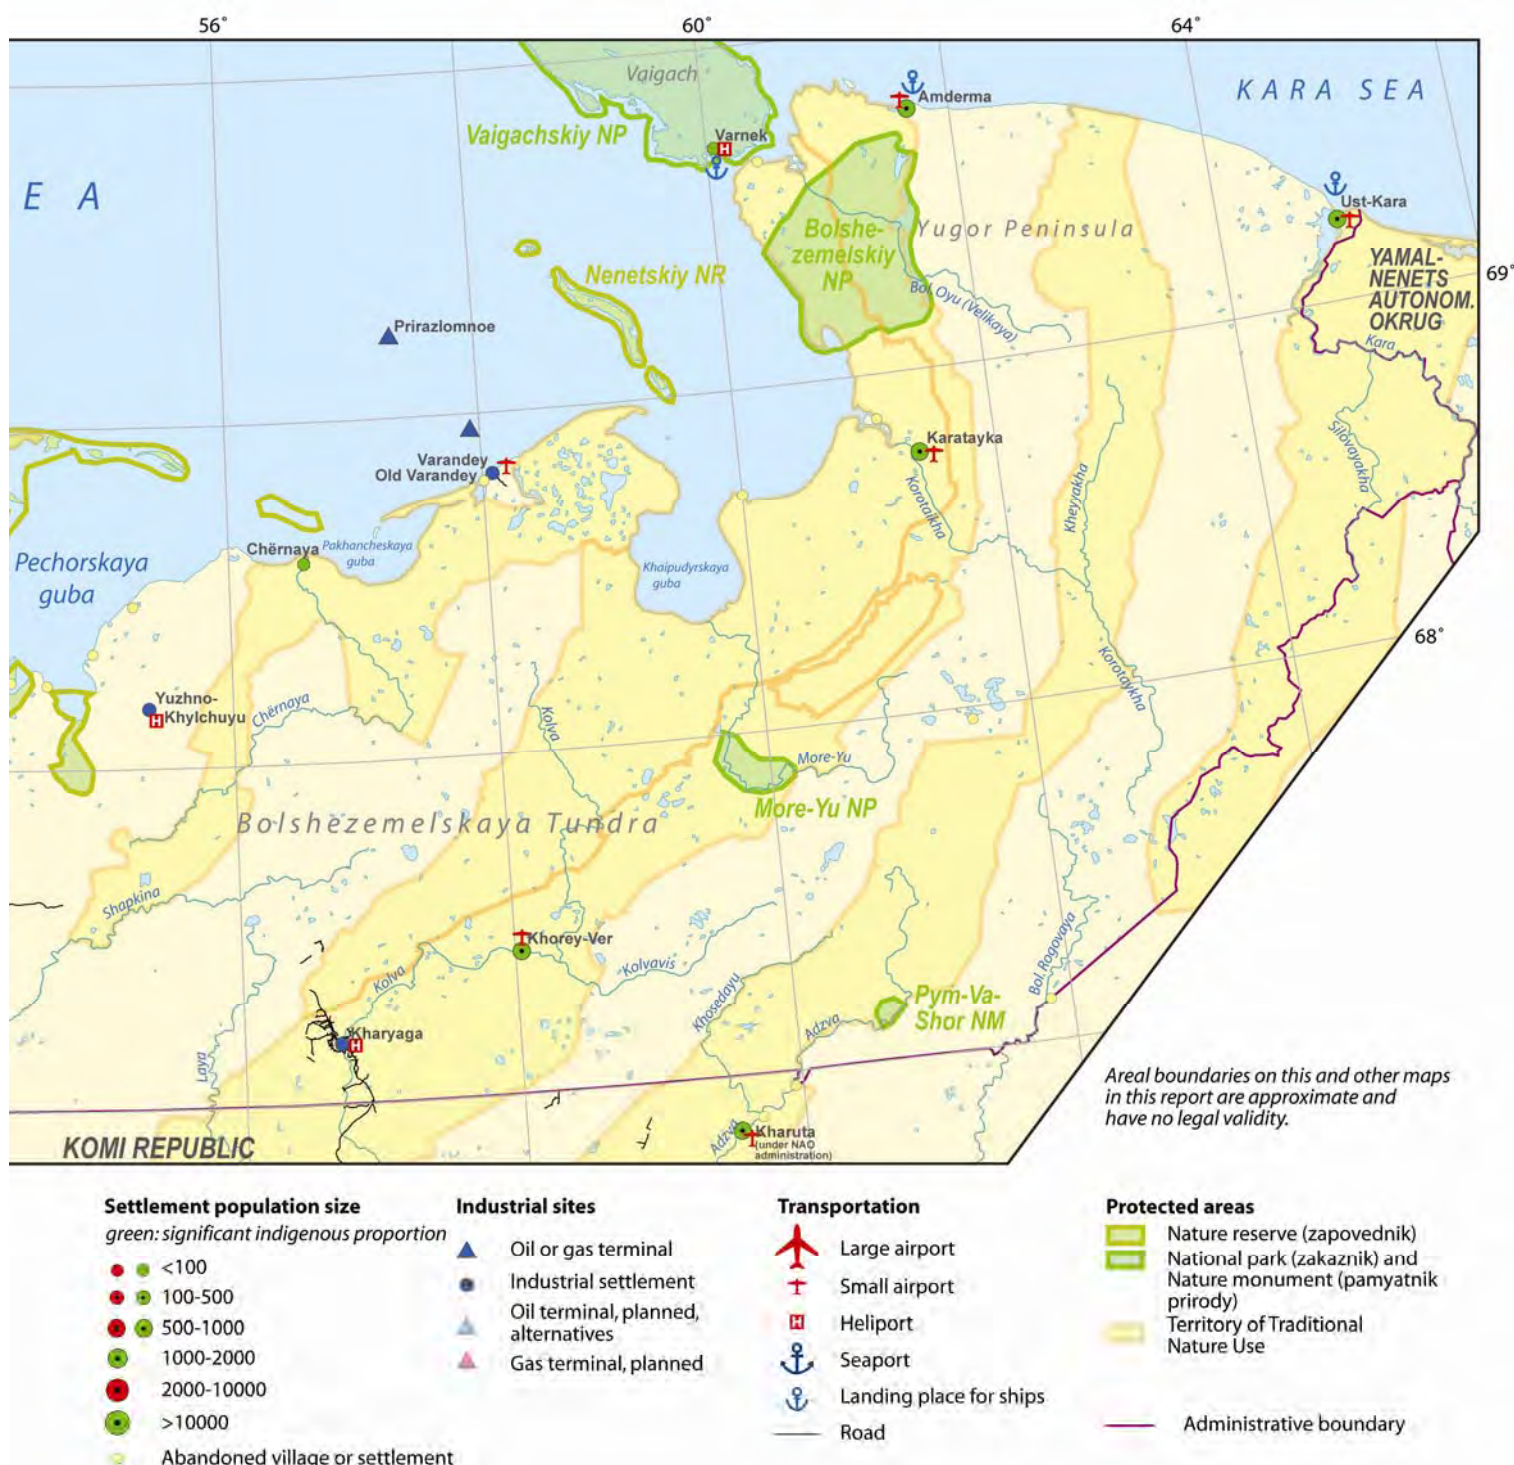 56°
60°
64°
Vaigach
Amderma
KARA SEA
Vaigachskiy NP
Varnek
E A
Ust-Kara
Bolshe-
zemelskiy
NP
Yugor Peninsula
YAMAL-
NENETS
AUTONOM.
OKRUG
69°
Nenetskiy NR
Bol. Oyu (Velikaya)
Prirazlomnoe
Kara
Karatayka
Silovayakha
Varandey
Old Varandey
Korotaikha
Kheyyakha
Chërnaya
Pakhancheskaya
guba
Khaipudyrskaya
guba
Pechorskaya
guba
68°
Korotaykha
Yuzhno-
Khylchuyu
Chërnaya
Kolva
More-Yu
More-Yu NP
Bolshezemelskaya Tundra
Shapkina
Khorey-Ver
Kolvavis
Kolva
Khosedayu
Bol. Rogovaya
Pym-Va-
Shor NM
Adzva
Kharyaga
Laya
Areal boundaries on this and other maps
in this report are approximate and
have no legal validity.
KOMI REPUBLIC
Adzva
Kharuta
(under NAO
administration)
Settlement population size
green: significant indigenous proportion
<100
100-500
500-1000
1000-2000
2000-10000
>10000
Abandoned village or settlement
Industrial sites
Oil or gas terminal
Industrial settlement
Oil terminal, planned,
alternatives
Gas terminal, planned
Transportation
Large airport
Small airport
H Heliport
Seaport
Landing place for ships
Road
Protected areas
Nature reserve (zapovednik)
National park (zakaznik) and
Nature monument (pamyatnik
prirody)
Territory of Traditional
Nature Use
Administrative boundary